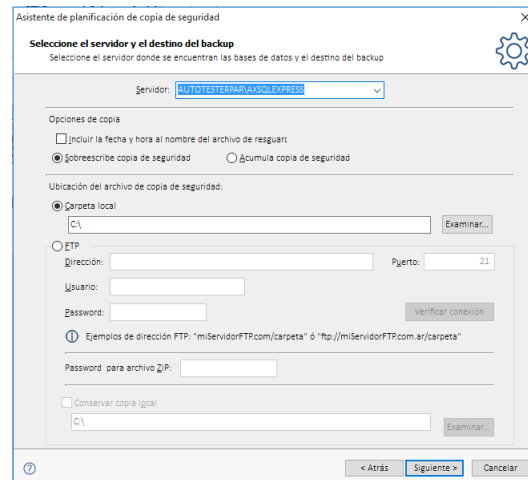 Asistente de planificación de copia de seguridad
Seleccione el servidor y el destino del backup
Seleccione el servidor donde se encuentran las bases de datos y el destino del backup
Servidor: AUTOTESTERPAR\AXSQLEXPRESS
Opciones de copia
Incluir la fecha y hora al nombre del archivo de resguarc
Sobreescribe copia de seguridad Acumula copia de seguridad
Ubicación del archivo de copia de seguridad:
Carpeta local
C:\ Examinar...
FTP
Dirección: Puerto: 21
Usuario:
Password: Verificar conexión
Ejemplos de dirección FTP: "miServidorFTP.com/carpeta" ó "ftp://miServidorFTP.com.ar/carpeta"
Password para archivo ZIP:
Conservar copia local
C:\ Examinar...
< Atrás Siguiente > Cancelar